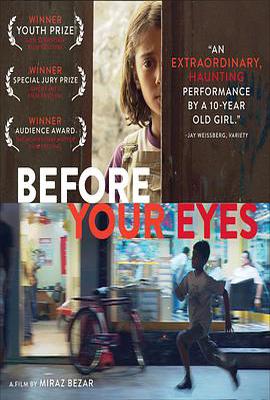 WINNER
YOUTH PRIZE
WINNER
SPECIAL JURY PRIZE
WINNER
AUDIENCE AWARD
"AN
EXTRAORDINARY,
HAUNTING
PERFORMANCE
BY A 10-YEAR
OLD GIRL."
-JAY WEISSBERG, VARIETY
BEFORE
YOUR EYES
A FILM BY MIRAZ BEZAR